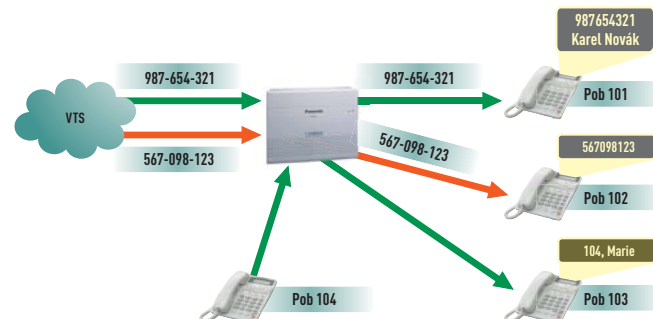 987654321
Karel Novák
987-654-321
987-654-321
Pob 101
VTS
Panasonic
567-098-123
567-098-123
567098123
Pob 102
104, Marie
Pob 104
Pob 103